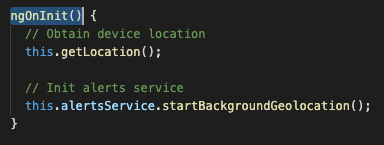 ngOnInit() {
  // Obtain device location
  this.getLocation();

  // Init alerts service
  this.alertsService.startBackgroundGeolocation();
}